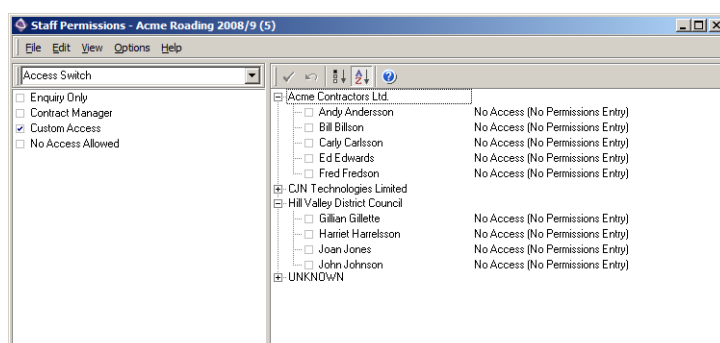 Staff Permissions - Acme Roading 2008/9 (5)
File Edit View Options Help
Access Switch
Enquiry Only
Contract Manager
Custom Access
No Access Allowed
Acme Contractors Ltd.
Andy Andersson No Access (No Permissions Entry)
Bill Billson No Access (No Permissions Entry)
Carly Carlsson No Access (No Permissions Entry)
Ed Edwards No Access (No Permissions Entry)
Fred Fredson No Access (No Permissions Entry)
CJN Technologies Limited
Hill Valley District Council
Gillian Gillette No Access (No Permissions Entry)
Harriet Harrelsson No Access (No Permissions Entry)
Joan Jones No Access (No Permissions Entry)
John Johnson No Access (No Permissions Entry)
UNKNOWN